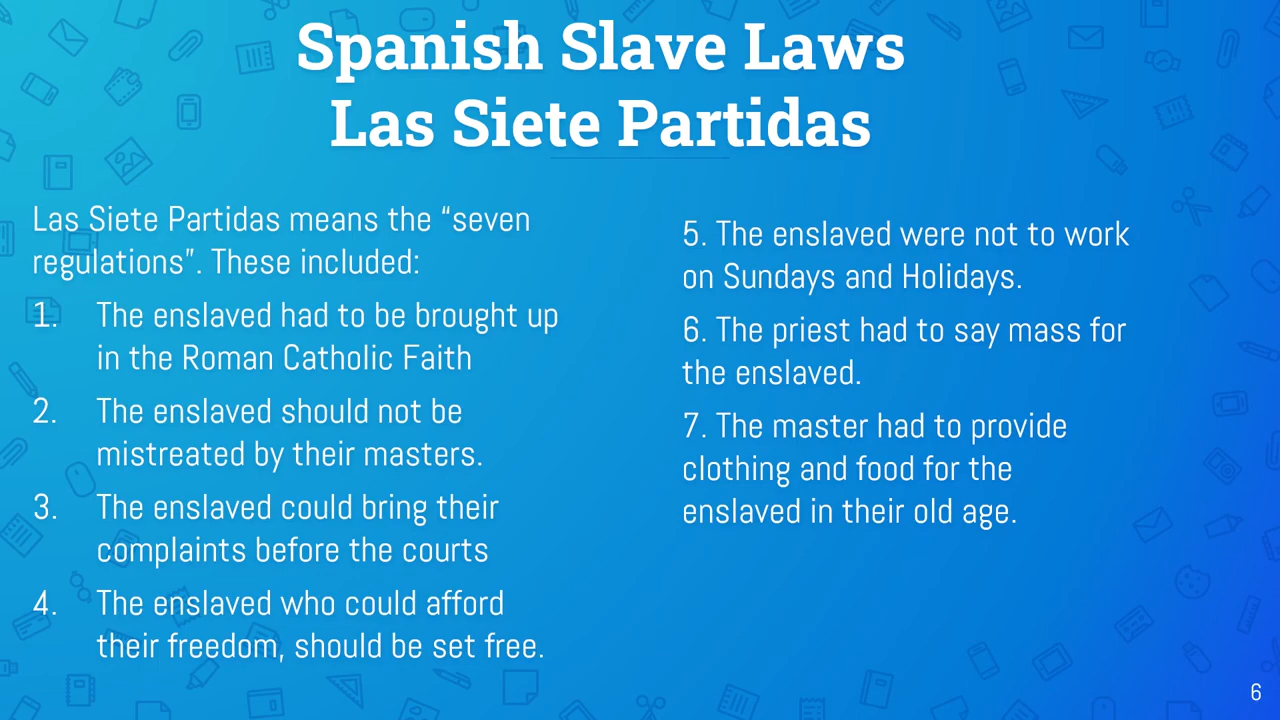 Spanish Slave Laws
Las Siete Partidas
Las Siete Partidas means the “seven
regulations”. These included:
1. The enslaved had to be brought up
in the Roman Catholic Faith
2. The enslaved should not be
mistreated by their masters.
3. The enslaved could bring their
complaints before the courts
4. The enslaved who could afford
their freedom, should be set free.
5. The enslaved were not to work
on Sundays and Holidays.
6. The priest had to say mass for
the enslaved.
7. The master had to provide
clothing and food for the
enslaved in their old age.
6